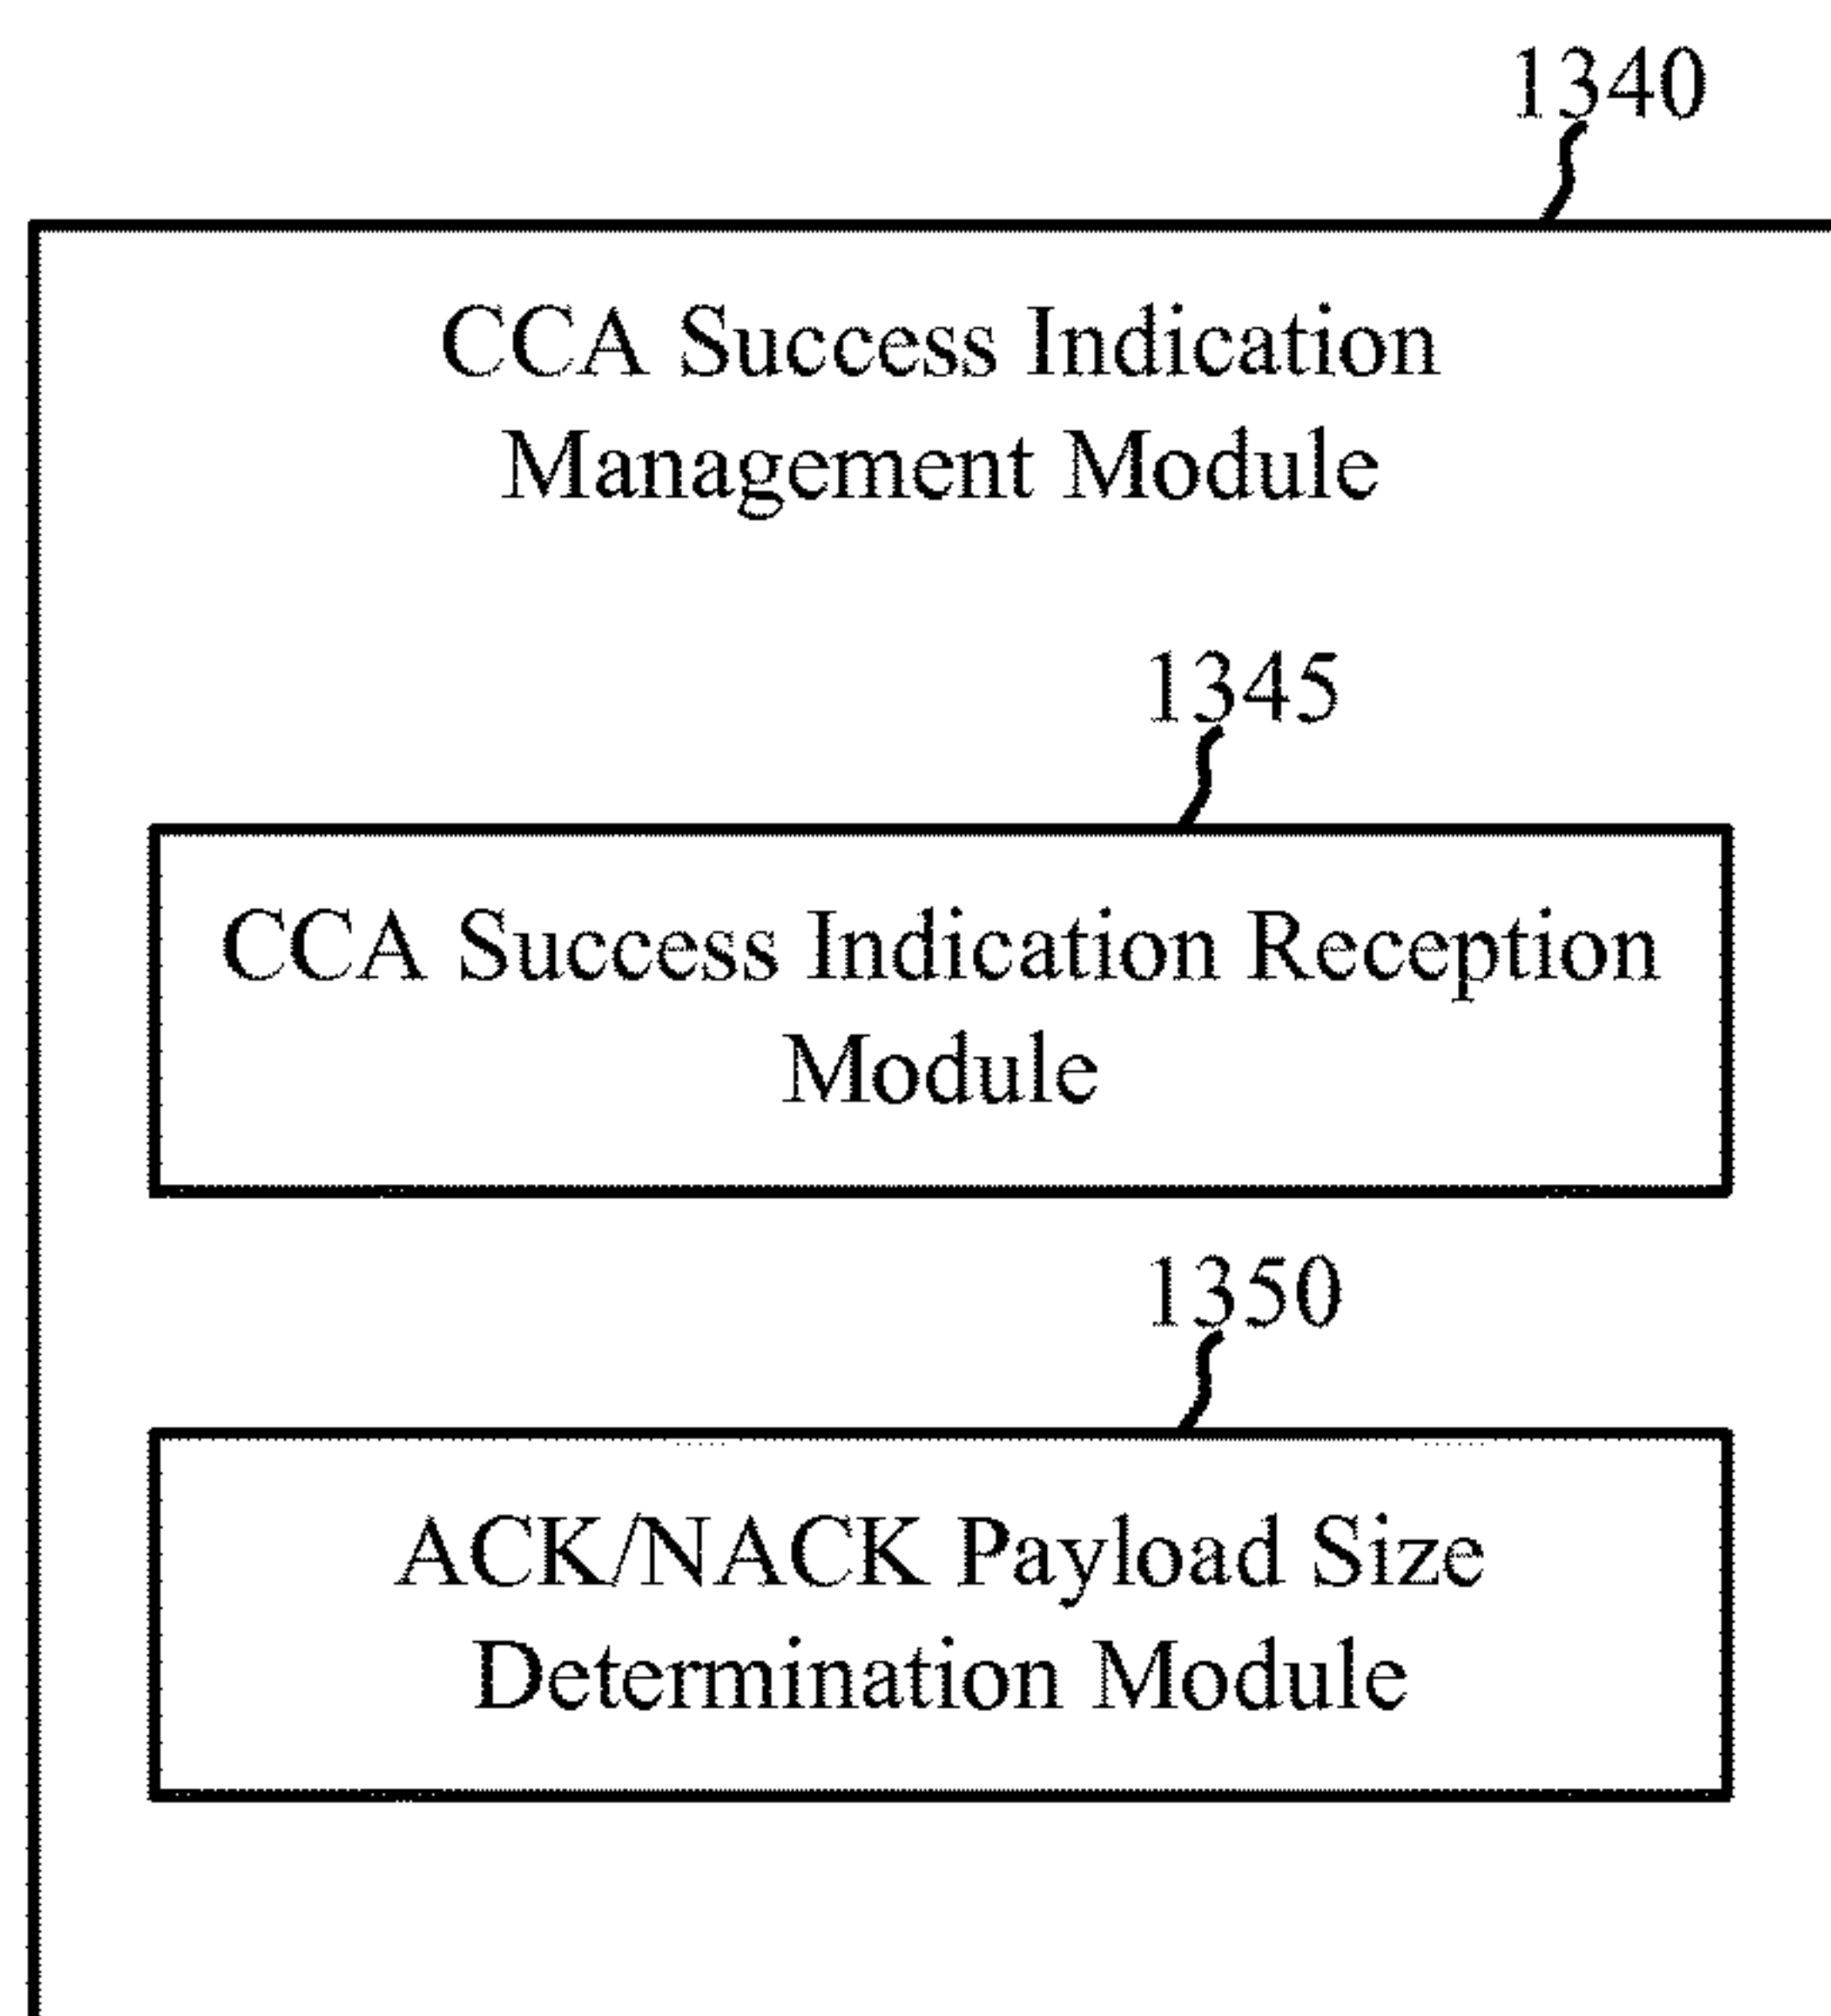 1340
CCA Success Indication
Management Module
1345
CCA Success Indication Reception
Module
1350
ACK/NACK Payload Size
Determination Module